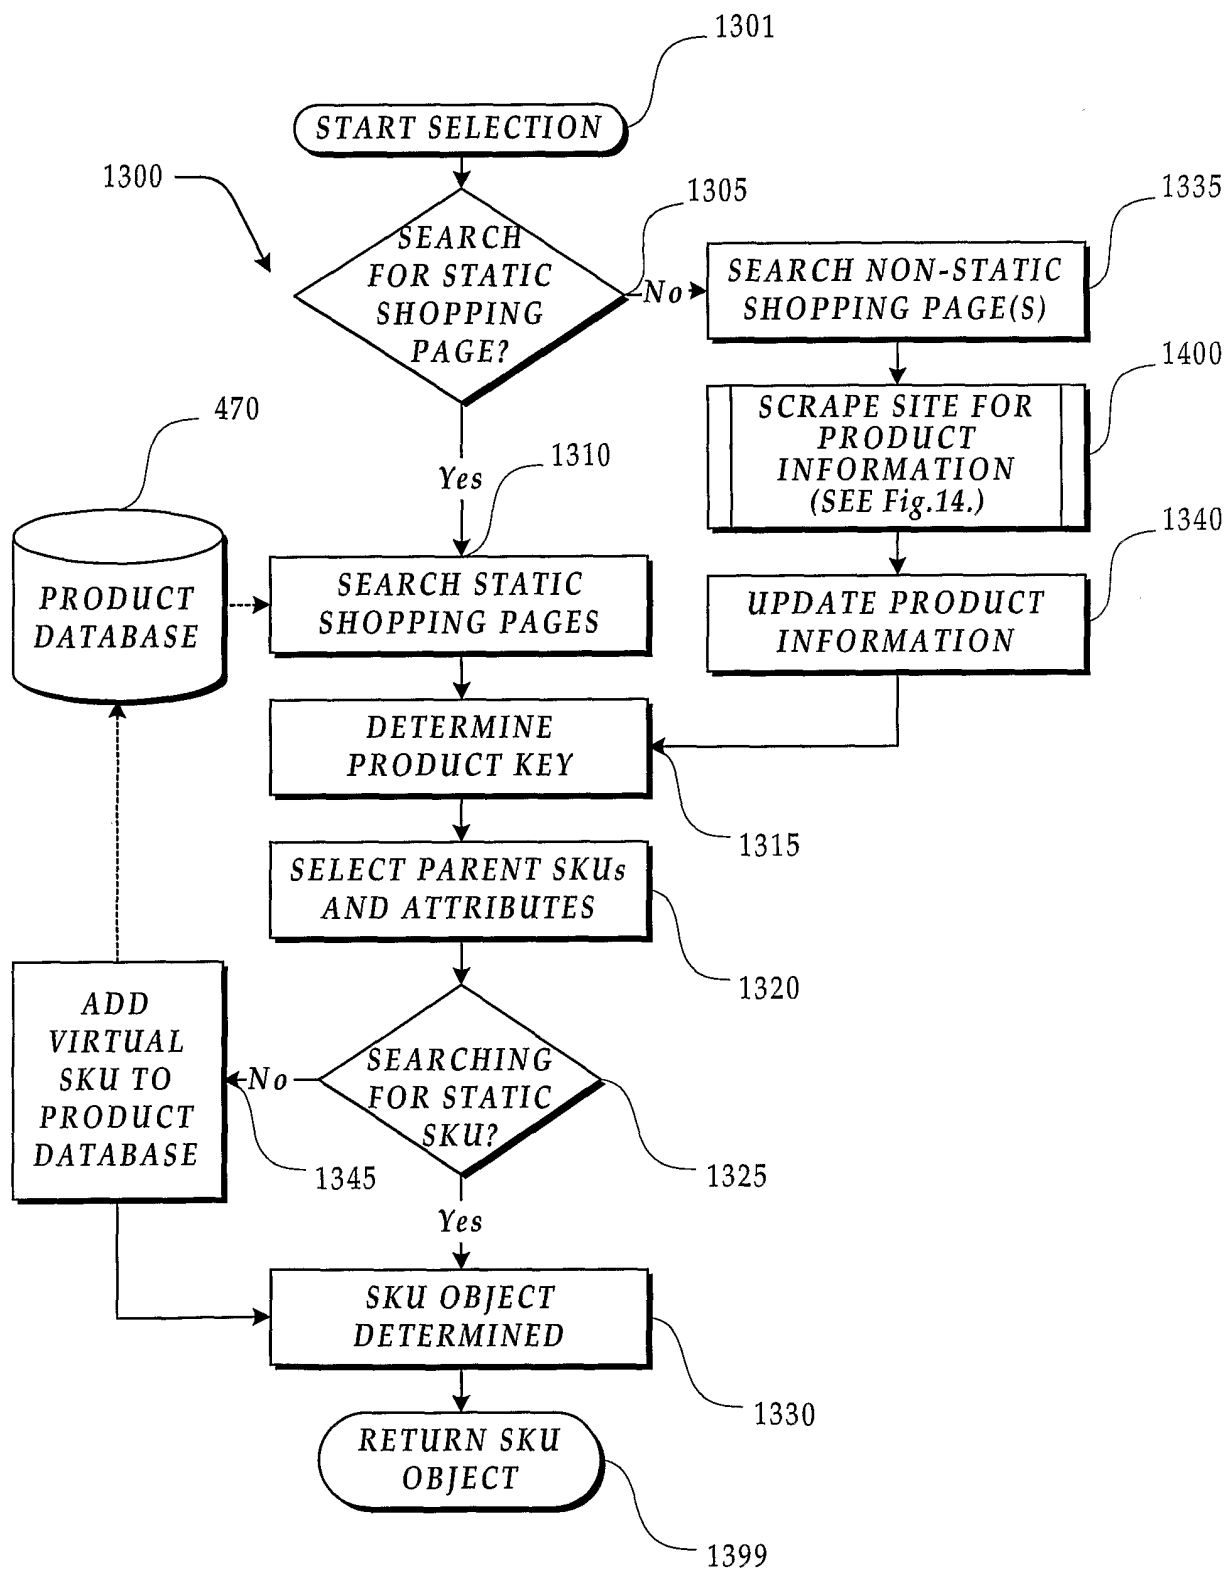 1301
START SELECTION
1300
1305
1335
SEARCH
FOR STATIC
SHOPPING
PAGE?
No
SEARCH NON-STATIC
SHOPPING PAGE(S)
1400
SCRAPE SITE FOR
PRODUCT
INFORMATION
(SEE Fig.14.)
470
Yes
1310
1340
PRODUCT
DATABASE
SEARCH STATIC
SHOPPING PAGES
UPDATE PRODUCT
INFORMATION
DETERMINE
PRODUCT KEY
1315
SELECT PARENT SKUs
AND ATTRIBUTES
1320
ADD
VIRTUAL
SKU TO
PRODUCT
DATABASE
No
SEARCHING
FOR STATIC
SKU?
1345
1325
Yes
SKU OBJECT
DETERMINED
1330
RETURN SKU
OBJECT
1399